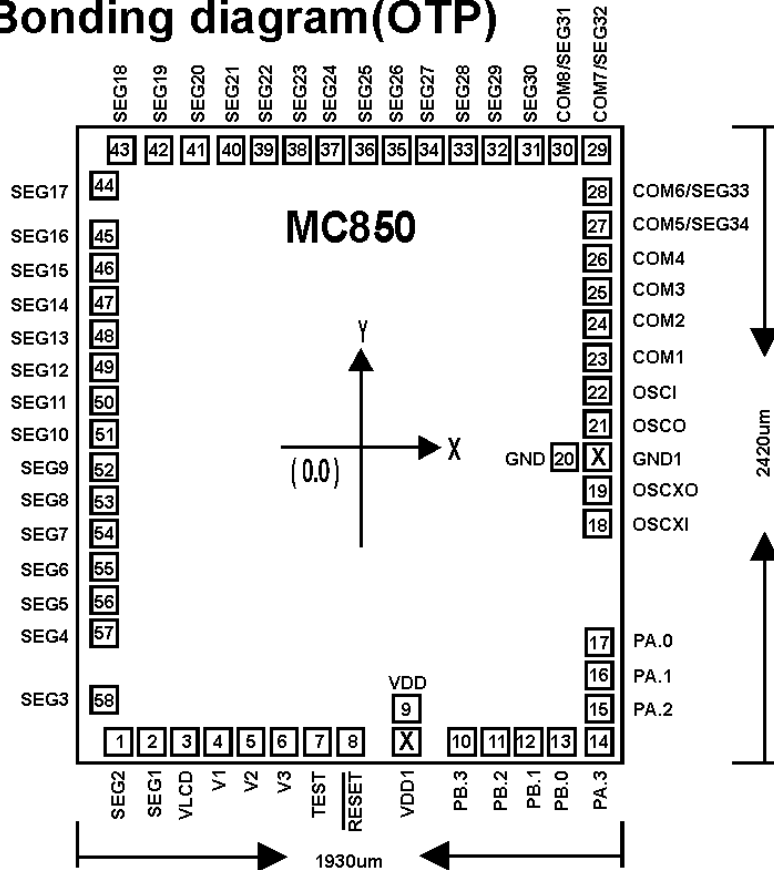 Bonding diagram(OTP)
SEG18
SEG19
SEG20
SEG21
SEG22
SEG23
SEG24
SEG25
SEG26
SEG27
SEG28
SEG29
SEG30
COM8/SEG31
COM7/SEG32
43 42 41 40 39 38 37 36 35 34 33 32 31 30 29
SEG17 44
SEG16 45
SEG15 46
SEG14 47
SEG13 48
SEG12 49
SEG11 50
SEG10 51
SEG9 52
SEG8 53
SEG7 54
SEG6 55
SEG5 56
SEG4 57
SEG3 58
MC850
Y
X
(0.0)
28 COM6/SEG33
27 COM5/SEG34
26 COM4
25 COM3
24 COM2
23 COM1
22 OSCI
21 OSCO
GND 20 X GND1
19 OSCXO
18 OSCXI
17 PA.0
16 PA.1
15 PA.2
2420um
VDD
9
1 2 3 4 5 6 7 8 X 10 11 12 13 14
SEG2
SEG1
VLCD
V1
V2
V3
TEST
RESET
VDD1
PB.3
PB.2
PB.1
PB.0
PA.3
1930um